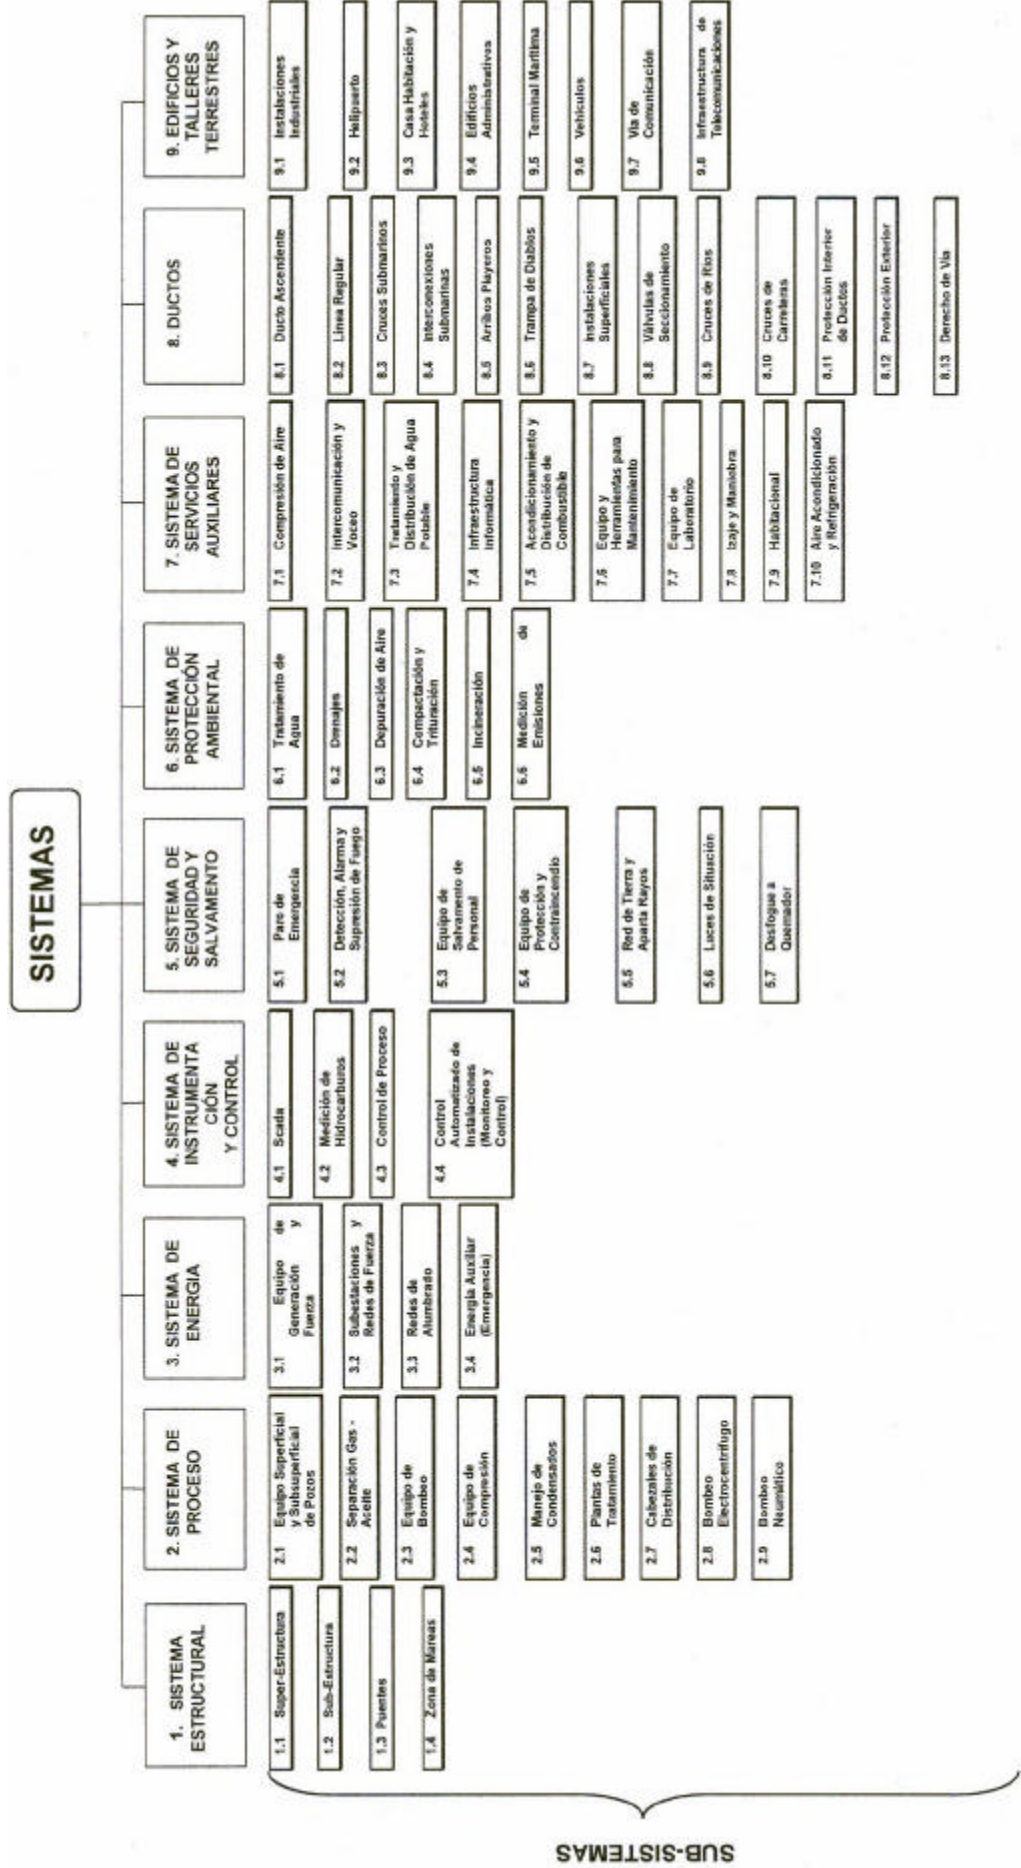 SISTEMAS
1. SISTEMA
ESTRUCTURAL
1.1 Super-Estructura
1.2 Sub-Estructura
1.3 Puentes
1.4 Zona de Mareas
2. SISTEMA DE
PROCESO
2.1 Equipo Superficial
y Subsuperficial
de Pozos
2.2 Separación Gas -
Aceite
2.3 Equipo de
Bombeo
2.4 Equipo de
Compresión
2.5 Manejo de
Condensados
2.6 Plantas de
Tratamiento
2.7 Cabezales de
Distribución
2.8 Bombeo
Electrocentrífugo
2.9 Bombeo
Neumático
3. SISTEMA DE
ENERGIA
3.1 Equipo de
Generación y
Fuerza
3.2 Subestaciones y
Redes de Fuerza
3.3 Redes de
Alumbrado
3.4 Energía Auxiliar
(Emergencia)
4. SISTEMA DE
INSTRUMENTA
CIÓN
Y CONTROL
4.1 Scada
4.2 Medición de
Hidrocarburos
4.3 Control de Proceso
4.4 Control
Automatizado de
Instalaciones
(Monitoreo y
Control)
5. SISTEMA DE
SEGURIDAD Y
SALVAMENTO
5.1 Paro de
Emergencia
5.2 Detección, Alarma y
Supresión de Fuego
5.3 Equipo de
Salvamento de
Personal
5.4 Equipo de
Protección y
Contraincendio
5.5 Red de Tierra y
Aparta Rayos
5.6 Luces de Situación
5.7 Desfogue a
Quemador
6. SISTEMA DE
PROTECCIÓN
AMBIENTAL
6.1 Tratamiento de
Agua
6.2 Drenajes
6.3 Depuración de Aire
6.4 Compactación y
Trituración
6.5 Incineración
6.6 Medición de
Emisiones
7. SISTEMA DE
SERVICIOS
AUXILIARES
7.1 Compresión de Aire
7.2 Intercomunicación y
Voceo
7.3 Tratamiento y
Distribución de Agua
Potable
7.4 Infraestructura
Informática
7.5 Acondicionamiento y
Distribución de
Combustible
7.6 Equipo y
Herramientas para
Mantenimiento
7.7 Equipo de
Laboratorio
7.8 Izaje y Maniobra
7.9 Habitacional
7.10 Aire Acondicionado
y Refrigeración
8. DUCTOS
8.1 Ducto Ascendente
8.2 Línea Regular
8.3 Cruces Submarinos
8.4 Interconexiones
Submarinas
8.5 Arribos Playeros
8.6 Trampa de Diablos
8.7 Instalaciones
Superficiales
8.8 Válvulas de
Seccionamiento
8.9 Cruces de Ríos
8.10 Cruces de
Carreteras
8.11 Protección Interior
de Ductos
8.12 Protección Exterior
8.13 Derecho de Vía
9. EDIFICIOS Y
TALLERES
TERRESTRES
9.1 Instalaciones
Industriales
9.2 Helipuerto
9.3 Casa Habitación y
Hoteles
9.4 Edificios
Administrativos
9.5 Terminal Marítima
9.6 Vehículos
9.7 Vía de
Comunicación
9.8 Infraestructura de
Telecomunicaciones
SUB-SISTEMAS